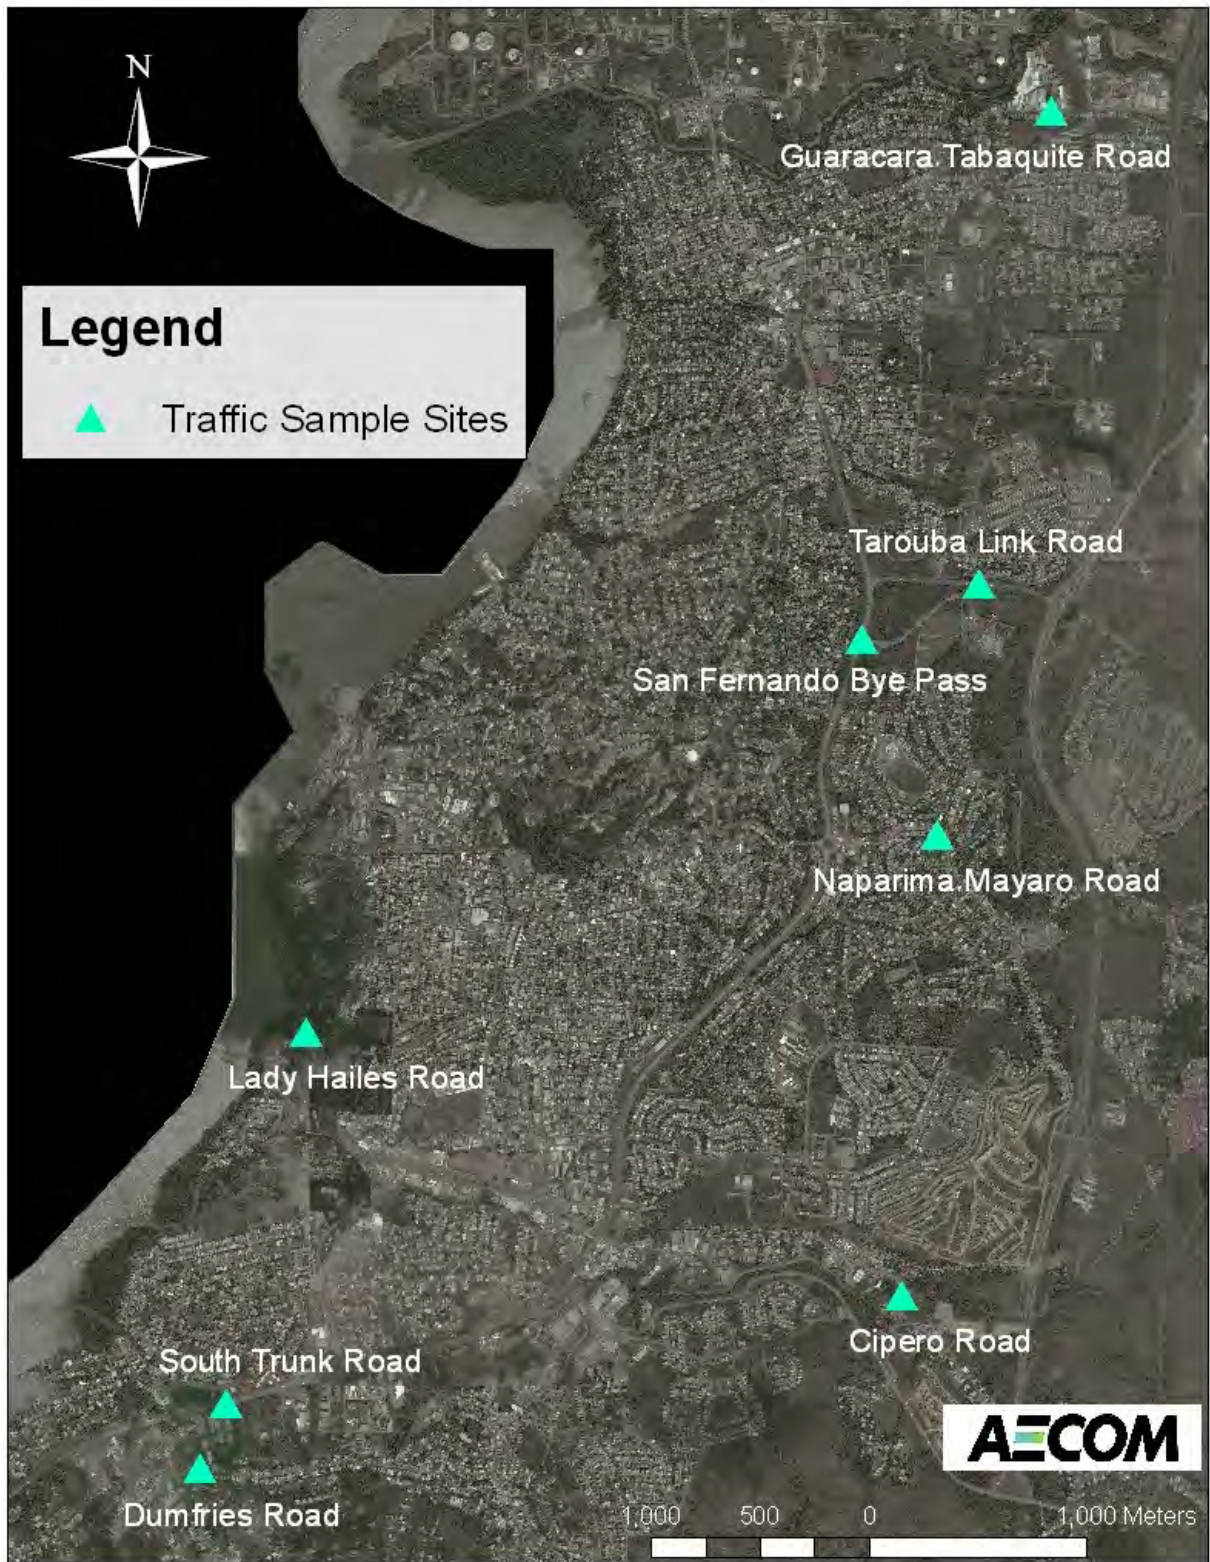 N
Guaracara.Tabaquite Road
Legend
Traffic Sample Sites
Tarouba Link Road
San Fernando Bye Pass
Naparima.Mayaro Road
Lady Hailes Road
Cipero Road
South Trunk Road
AECOM
Dumfries Road
1,000 500 0 1,000 Meters